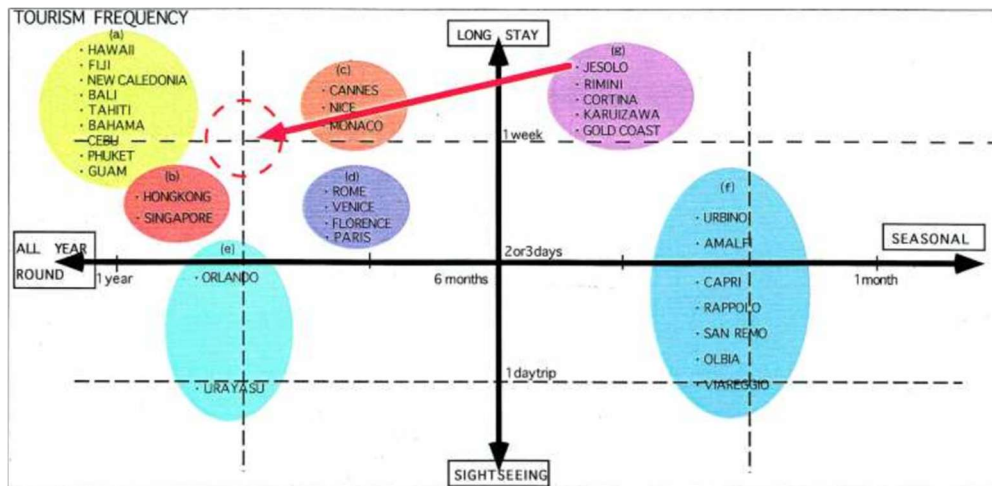 TOURISM FREQUENCY
LONG STAY
(a)
· HAWAII
· FIJI
· NEW CALEDONIA
· BALI
· TAHITI
· BAHAMA
· CEBU
· PHUKET
· GUAM
(c)
· CANNES
· NICE
· MONACO
(g)
· JESOLO
· RIMINI
· CORTINA
· KARUIZAWA
· GOLD COAST
1week
(b)
· HONGKONG
· SINGAPORE
(d)
· ROME
· VENICE
· FLORENCE
· PARIS
(f)
· URBINO
· AMALFI
· CAPRI
· RAPPOLO
· SAN REMO
· OLBIA
· VIAREGGIO
ALL YEAR
ROUND
SEASONAL
2or3days
1year
6 months
1month
(e)
· ORLANDO
· URAYASU
1daytrip
SIGHTSEEING